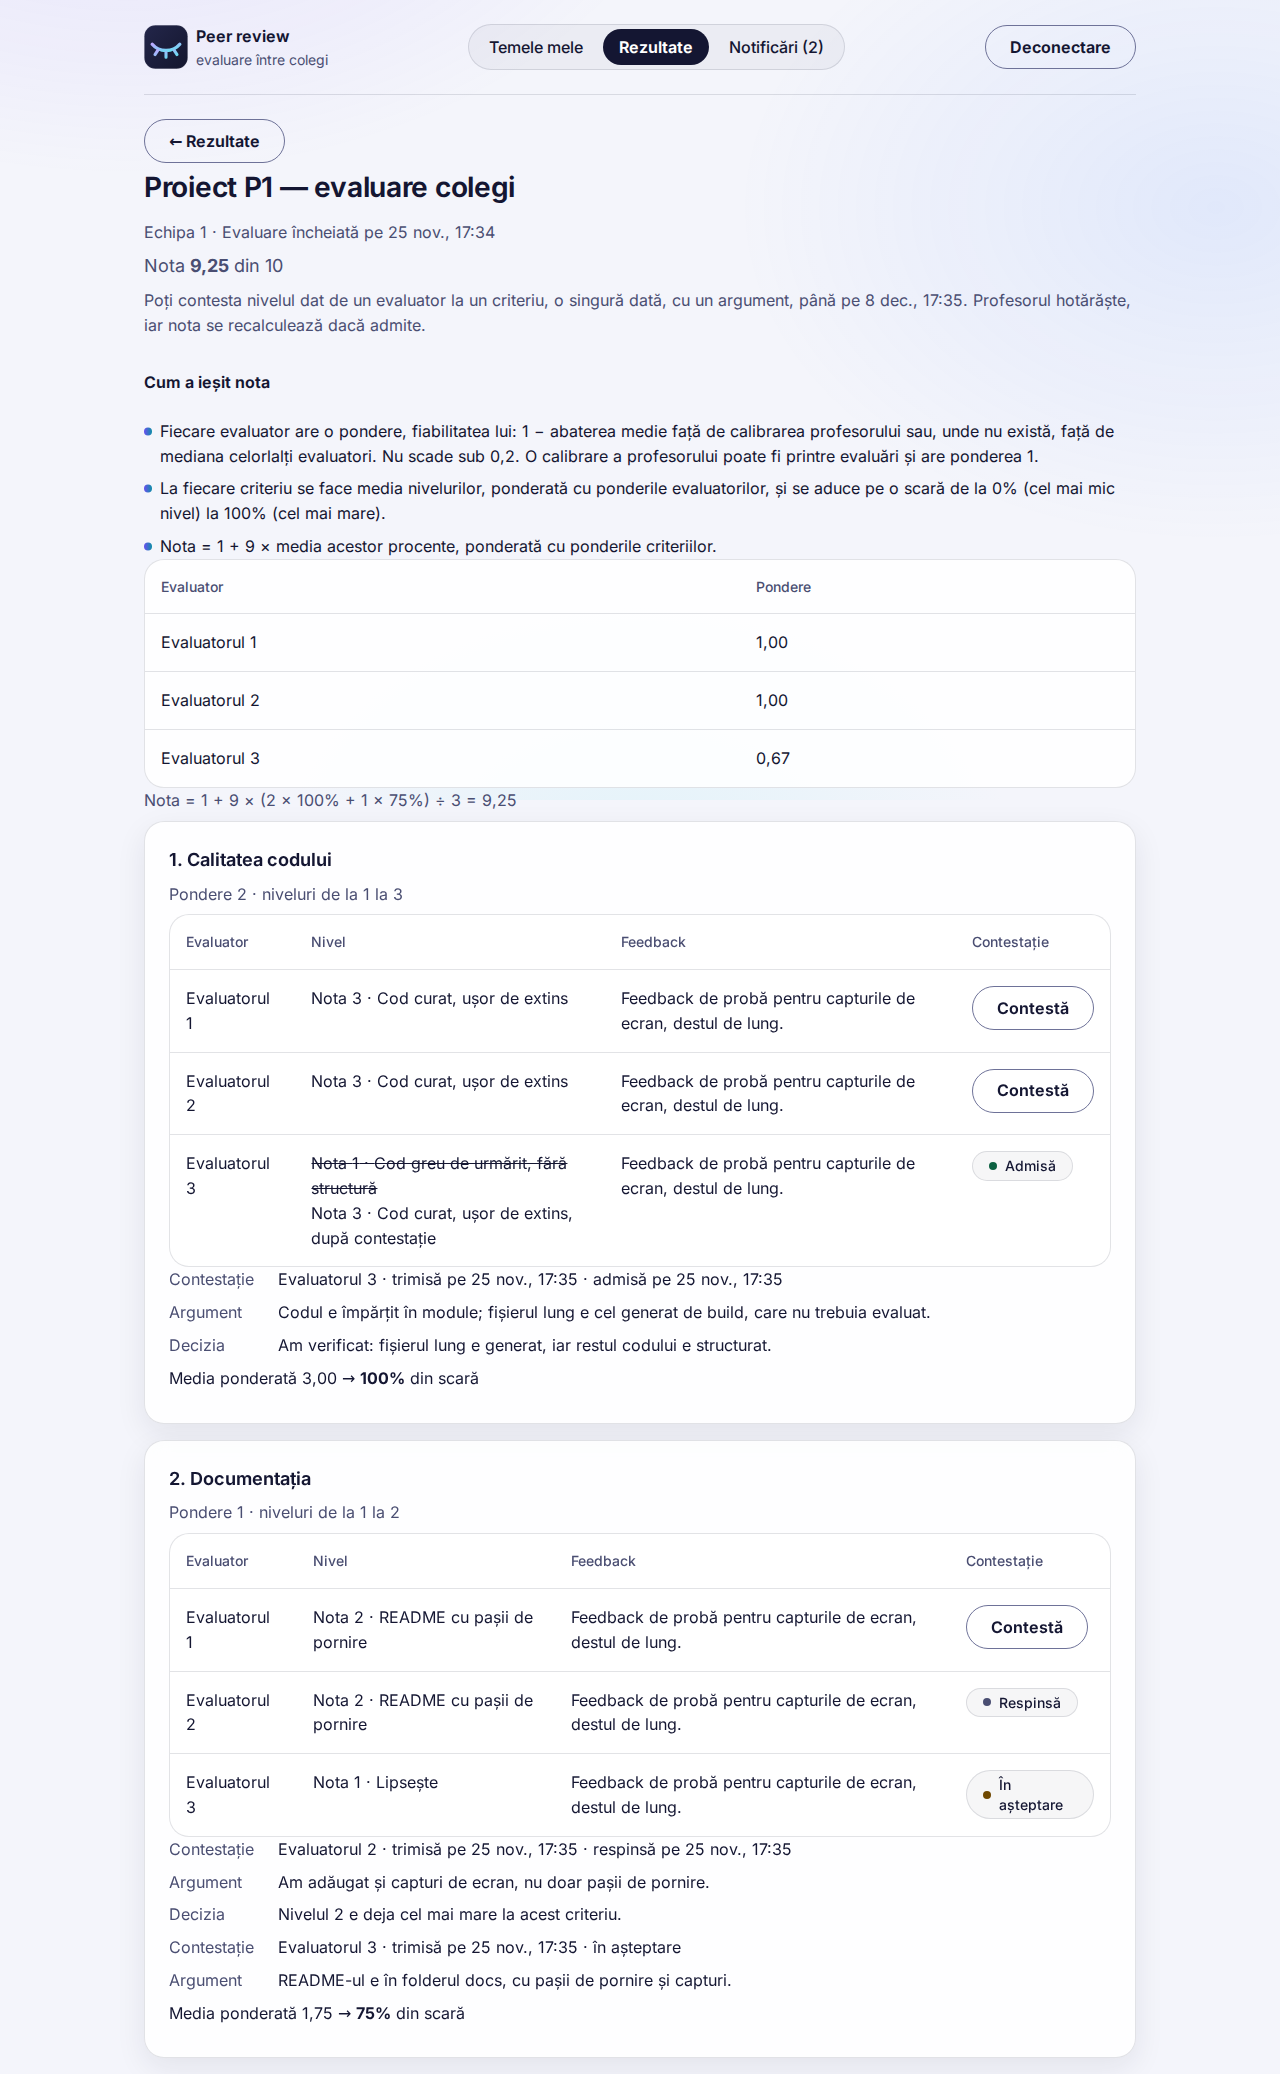 Peer review
evaluare între colegi
Temele mele
Rezultate
Notificări (2)
Deconectare
← Rezultate
Proiect P1 — evaluare colegi
Echipa 1 · Evaluare încheiată pe 25 nov., 17:34
Nota 9,25 din 10
Poți contesta nivelul dat de un evaluator la un criteriu, o singură dată, cu un argument, până pe 8 dec., 17:35. Profesorul hotărăște,
iar nota se recalculează dacă admite.
Cum a ieșit nota
Fiecare evaluator are o pondere, fiabilitatea lui: 1 − abaterea medie față de calibrarea profesorului sau, unde nu există, față de
mediana celorlalți evaluatori. Nu scade sub 0,2. O calibrare a profesorului poate fi printre evaluări și are ponderea 1.
La fiecare criteriu se face media nivelurilor, ponderată cu ponderile evaluatorilor, și se aduce pe o scară de la 0% (cel mai mic
nivel) la 100% (cel mai mare).
Nota = 1 + 9 × media acestor procente, ponderată cu ponderile criteriilor.
Evaluator Pondere
Evaluatorul 1 1,00
Evaluatorul 2 1,00
Evaluatorul 3 0,67
Nota = 1 + 9 × (2 × 100% + 1 × 75%) ÷ 3 = 9,25
1. Calitatea codului
Pondere 2 · niveluri de la 1 la 3
Evaluator Nivel Feedback Contestație
Evaluatorul Nota 3 · Cod curat, ușor de extins Feedback de probă pentru capturile de Contestă
1 ecran, destul de lung.
Evaluatorul Nota 3 · Cod curat, ușor de extins Feedback de probă pentru capturile de Contestă
2 ecran, destul de lung.
Evaluatorul Nota 1 · Cod greu de urmărit, fără Feedback de probă pentru capturile de Admisă
3 structură ecran, destul de lung.
Nota 3 · Cod curat, ușor de extins,
după contestație
Contestație Evaluatorul 3 · trimisă pe 25 nov., 17:35 · admisă pe 25 nov., 17:35
Argument Codul e împărțit în module; fișierul lung e cel generat de build, care nu trebuia evaluat.
Decizia Am verificat: fișierul lung e generat, iar restul codului e structurat.
Media ponderată 3,00 → 100% din scară
2. Documentația
Pondere 1 · niveluri de la 1 la 2
Evaluator Nivel Feedback Contestație
Evaluatorul Nota 2 · README cu pașii de Feedback de probă pentru capturile de ecran, Contestă
1 pornire destul de lung.
Evaluatorul Nota 2 · README cu pașii de Feedback de probă pentru capturile de ecran, Respinsă
2 pornire destul de lung.
Evaluatorul Nota 1 · Lipsește Feedback de probă pentru capturile de ecran, În
3 destul de lung. așteptare
Contestație Evaluatorul 2 · trimisă pe 25 nov., 17:35 · respinsă pe 25 nov., 17:35
Argument Am adăugat și capturi de ecran, nu doar pașii de pornire.
Decizia Nivelul 2 e deja cel mai mare la acest criteriu.
Contestație Evaluatorul 3 · trimisă pe 25 nov., 17:35 · în așteptare
Argument README-ul e în folderul docs, cu pașii de pornire și capturi.
Media ponderată 1,75 → 75% din scară